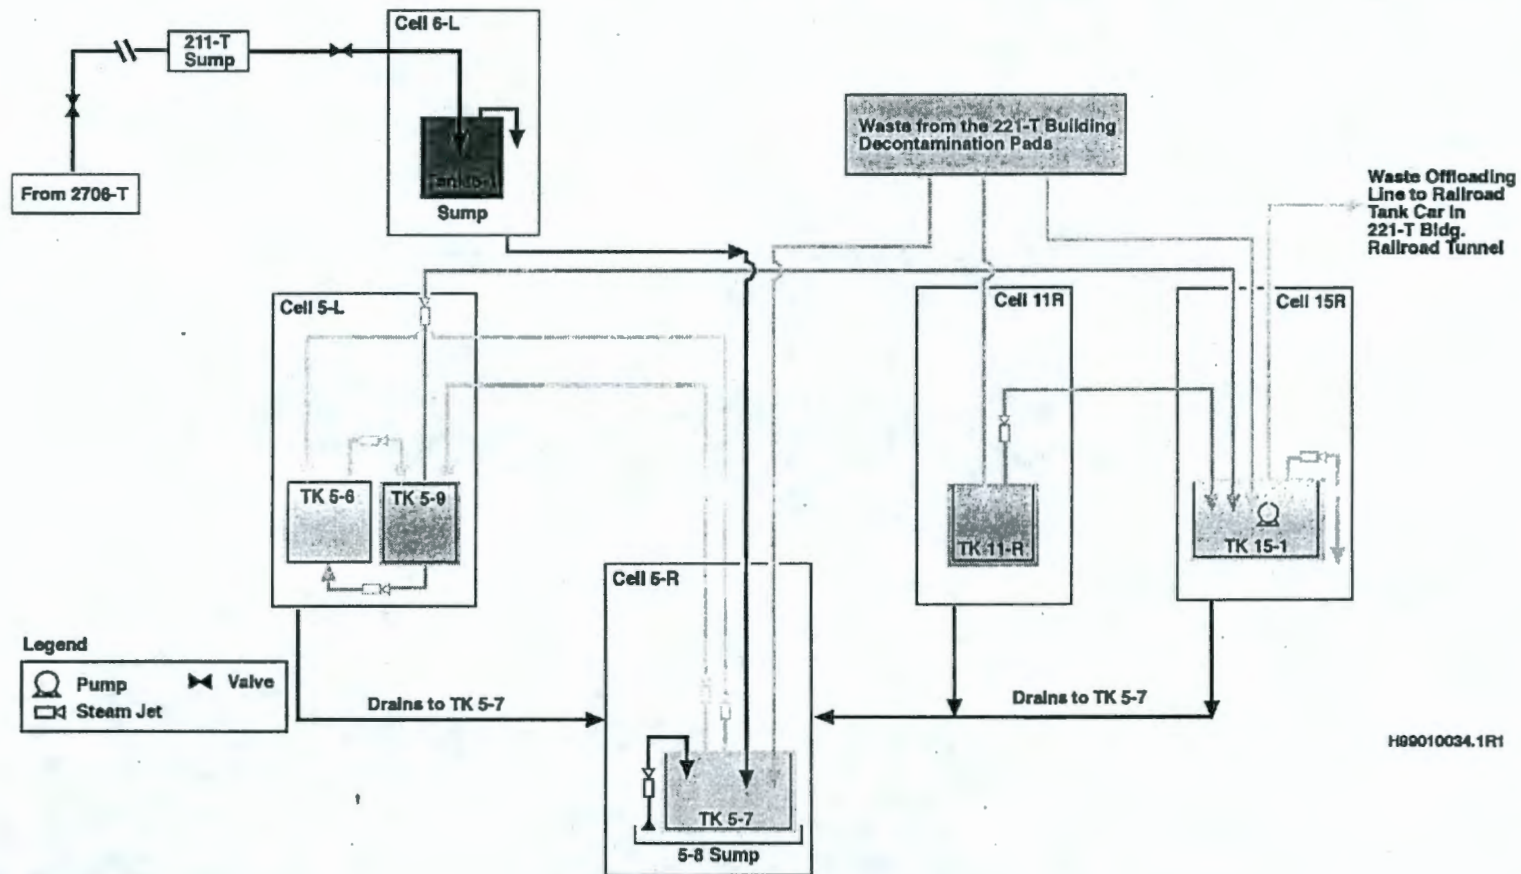 Cell 6-L
211-T
Sump
From 2706-T
Sump
Waste from the 221-T Building
Decontamination Pads
Waste Offloading
Line to Railroad
Tank Car in
221-T Bldg.
Railroad Tunnel
Cell 5-L
Cell 11R
Cell 15R
TK 5-6
TK 5-9
TK 11-R
TK 15-1
Cell 5-R
Legend
Pump
Valve
Steam Jet
Drains to TK 5-7
Drains to TK 5-7
TK 5-7
5-8 Sump
H99010034.1R1